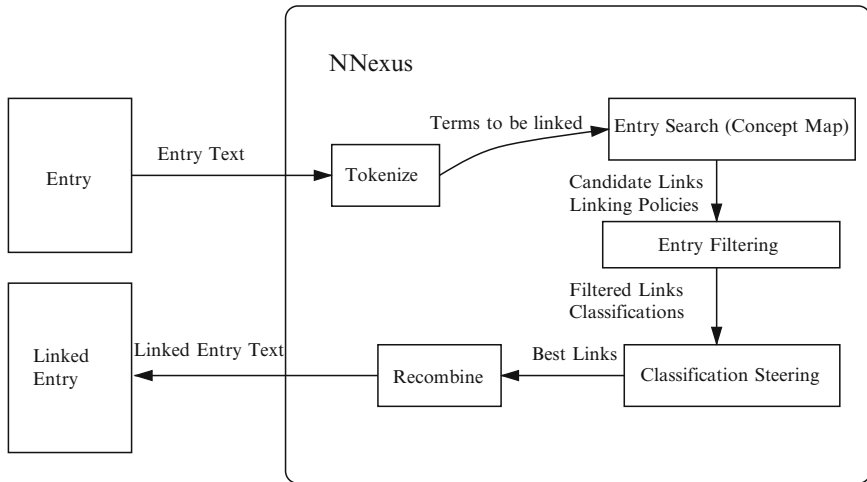 NNexus
Entry
Entry Text
Tokenize
Terms to be linked
Entry Search (Concept Map)
Candidate Links
Linking Policies
Entry Filtering
Filtered Links
Classifications
Classification Steering
Best Links
Recombine
Linked Entry Text
Linked
Entry